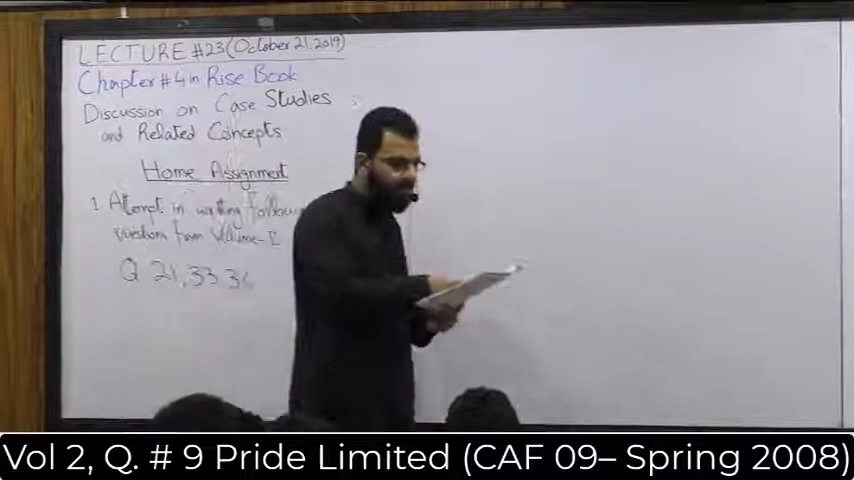 LECTURE #23(October 21, 2019)
Chapter #4 in Rise Book
Discussion on Case Studies
and Related Concepts
Home Assignment
1 Attempt in writing following
questions from Volume-
Q 21, 33
Vol 2, Q. # 9 Pride Limited (CAF 09– Spring 2008)